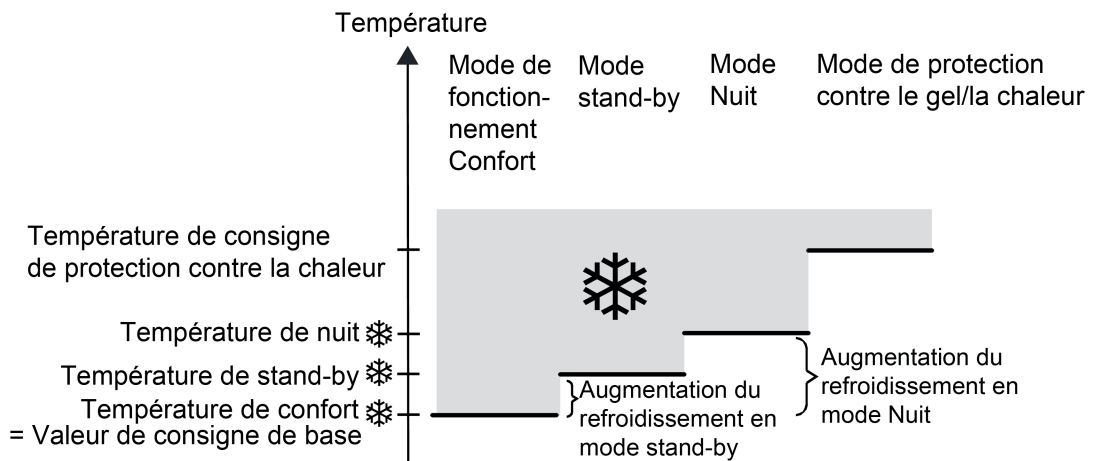 Température
Mode de
fonction-
nement
Confort
Mode
stand-by
Mode
Nuit
Mode de protection
contre le gel/la chaleur
Température de consigne
de protection contre la chaleur
Température de nuit
Température de stand-by
Température de confort
= Valeur de consigne de base
Augmentation du
refroidissement en
mode stand-by
Augmentation du
refroidissement en
mode Nuit